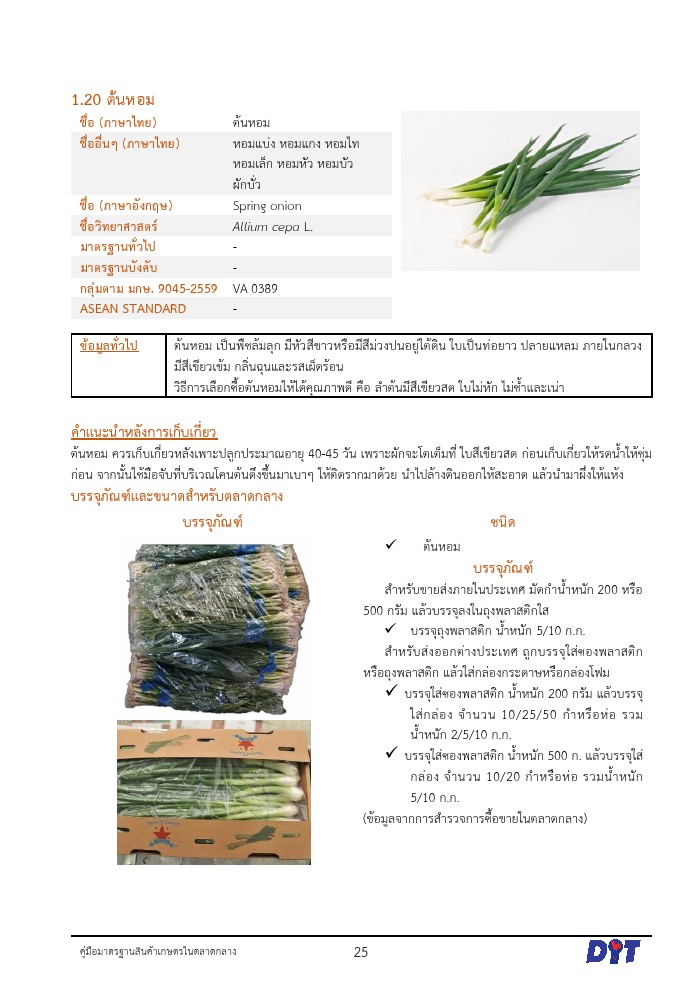 1.20 ต้นหอม
ชื่อ (ภาษาไทย) ต้นหอม
ชื่ออื่นๆ (ภาษาไทย) หอมแบ่ง หอมแกง หอมไท
หอมเล็ก หอมหัว หอมบัว
ผักบั่ว
ชื่อ (ภาษาอังกฤษ) Spring onion
ชื่อวิทยาศาสตร์ Allium cepa L.
มาตรฐานทั่วไป -
มาตรฐานบังคับ -
กลุ่มตาม มกษ. 9045-2559 VA 0389
ASEAN STANDARD -
ข้อมูลทั่วไป ต้นหอม เป็นพืชล้มลุก มีหัวสีขาวหรือมีสีม่วงปนอยู่ใต้ดิน ใบเป็นท่อยาว ปลายแหลม ภายในกลวง
มีสีเขียวเข้ม กลิ่นฉุนและรสเผ็ดร้อน
วิธีการเลือกซื้อต้นหอมให้ได้คุณภาพดี คือ ลำต้นมีสีเขียวสด ใบไม่หัก ไม่ช้ำและเน่า
คำแนะนำหลังการเก็บเกี่ยว
ต้นหอม ควรเก็บเกี่ยวหลังเพาะปลูกประมาณอายุ 40-45 วัน เพราะผักจะโตเต็มที่ ใบสีเขียวสด ก่อนเก็บเกี่ยวให้รดน้ำให้ชุ่ม
ก่อน จากนั้นใช้มือจับที่บริเวณโคนต้นดึงขึ้นมาเบาๆ ให้ติดรากมาด้วย นำไปล้างดินออกให้สะอาด แล้วนำมาผึ่งให้แห้ง
บรรจุภัณฑ์และขนาดสำหรับตลาดกลาง
บรรจุภัณฑ์
ชนิด
✓ ต้นหอม
บรรจุภัณฑ์
สำหรับขายส่งภายในประเทศ มัดกำน้ำหนัก 200 หรือ
500 กรัม แล้วบรรจุลงในถุงพลาสติกใส
✓ บรรจุถุงพลาสติก น้ำหนัก 5/10 ก.ก.
สำหรับส่งออกต่างประเทศ ถูกบรรจุใส่ซองพลาสติก
หรือถุงพลาสติก แล้วใส่กล่องกระดาษหรือกล่องโฟม
✓ บรรจุใส่ซองพลาสติก น้ำหนัก 200 กรัม แล้วบรรจุ
ใส่กล่อง จำนวน 10/25/50 กำหรือห่อ รวม
น้ำหนัก 2/5/10 ก.ก.
✓ บรรจุใส่ซองพลาสติก น้ำหนัก 500 ก. แล้วบรรจุใส่
กล่อง จำนวน 10/20 กำหรือห่อ รวมน้ำหนัก
5/10 ก.ก.
(ข้อมูลจากการสำรวจการซื้อขายในตลาดกลาง)
คู่มือมาตรฐานสินค้าเกษตรในตลาดกลาง 25 DIT